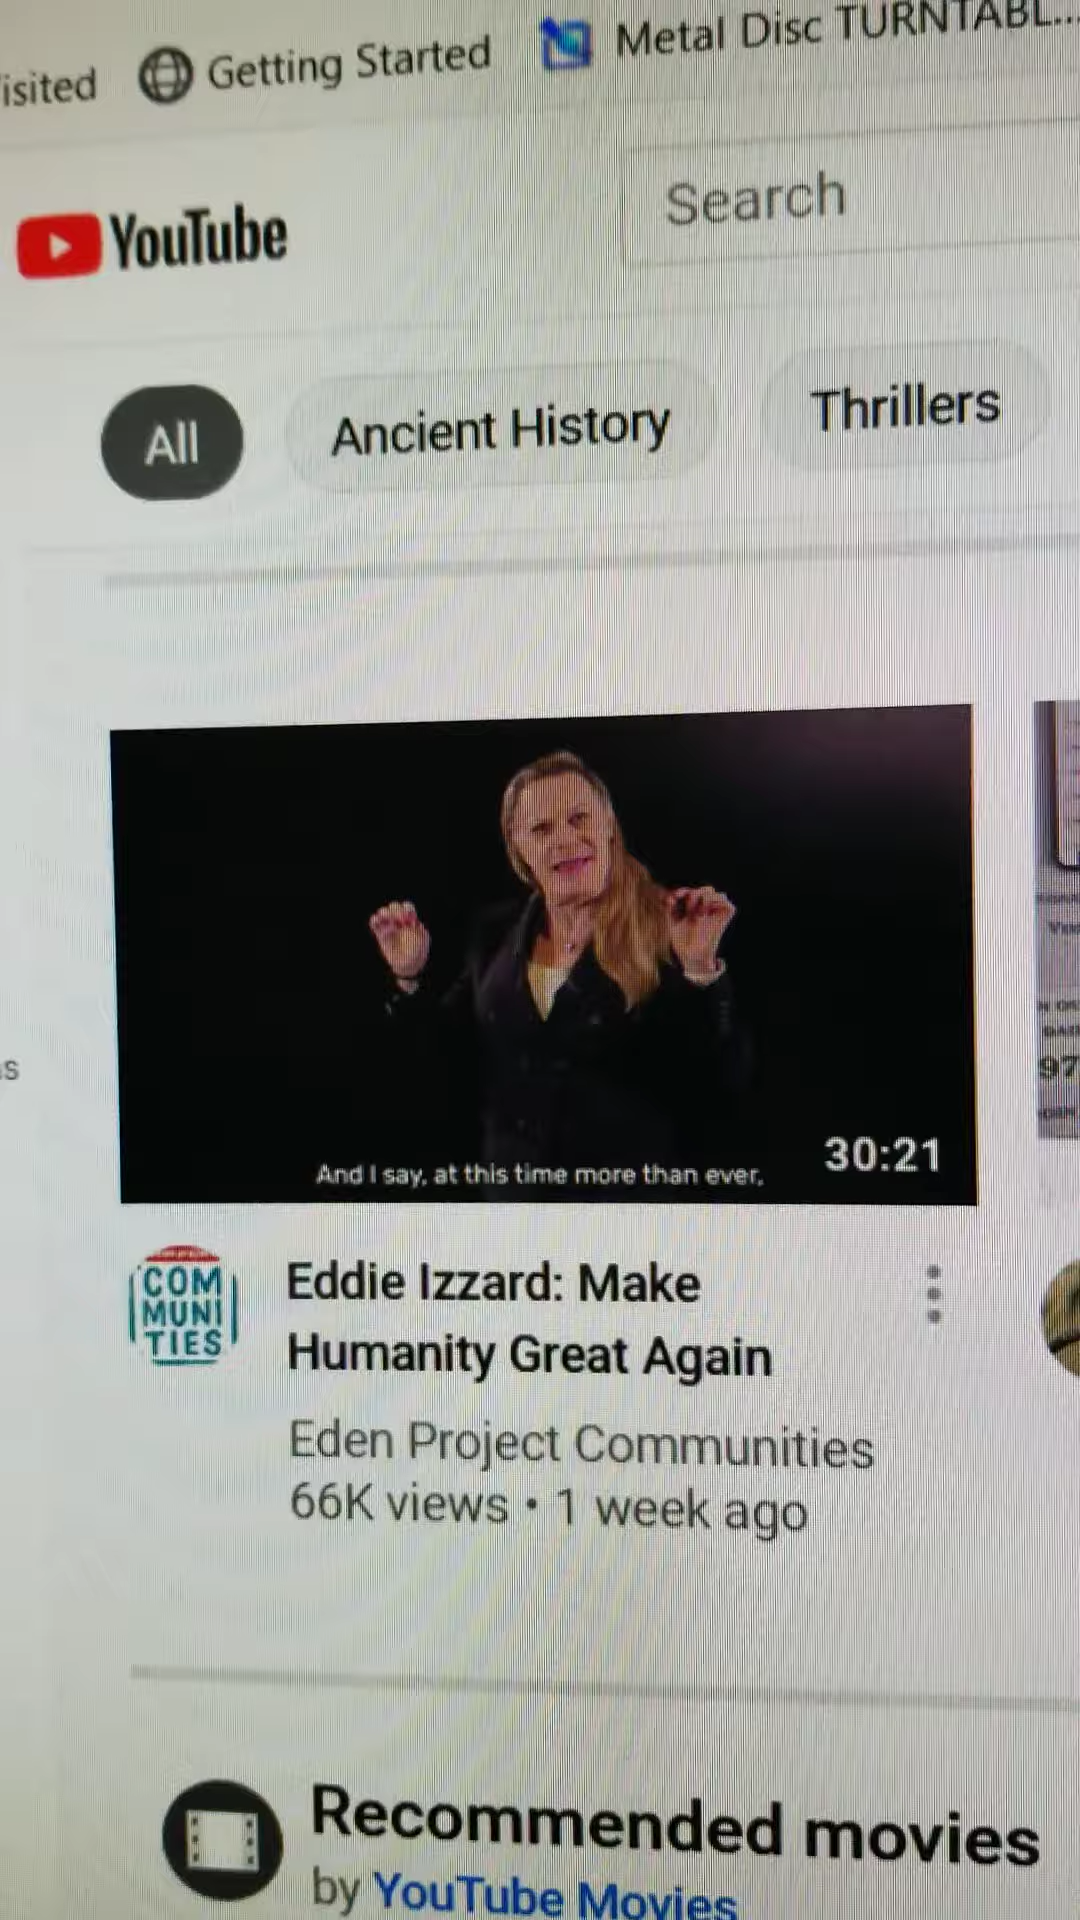 isited
Getting Started
Metal Disc TURNTABL...
YouTube
Search
All
Ancient History
Thrillers
And I say, at this time more than ever,
30:21
s
97
COM
MUNI
TIES
Eddie Izzard: Make
Humanity Great Again
Eden Project Communities
66K views • 1 week ago
Recommended movies
by YouTube Movies